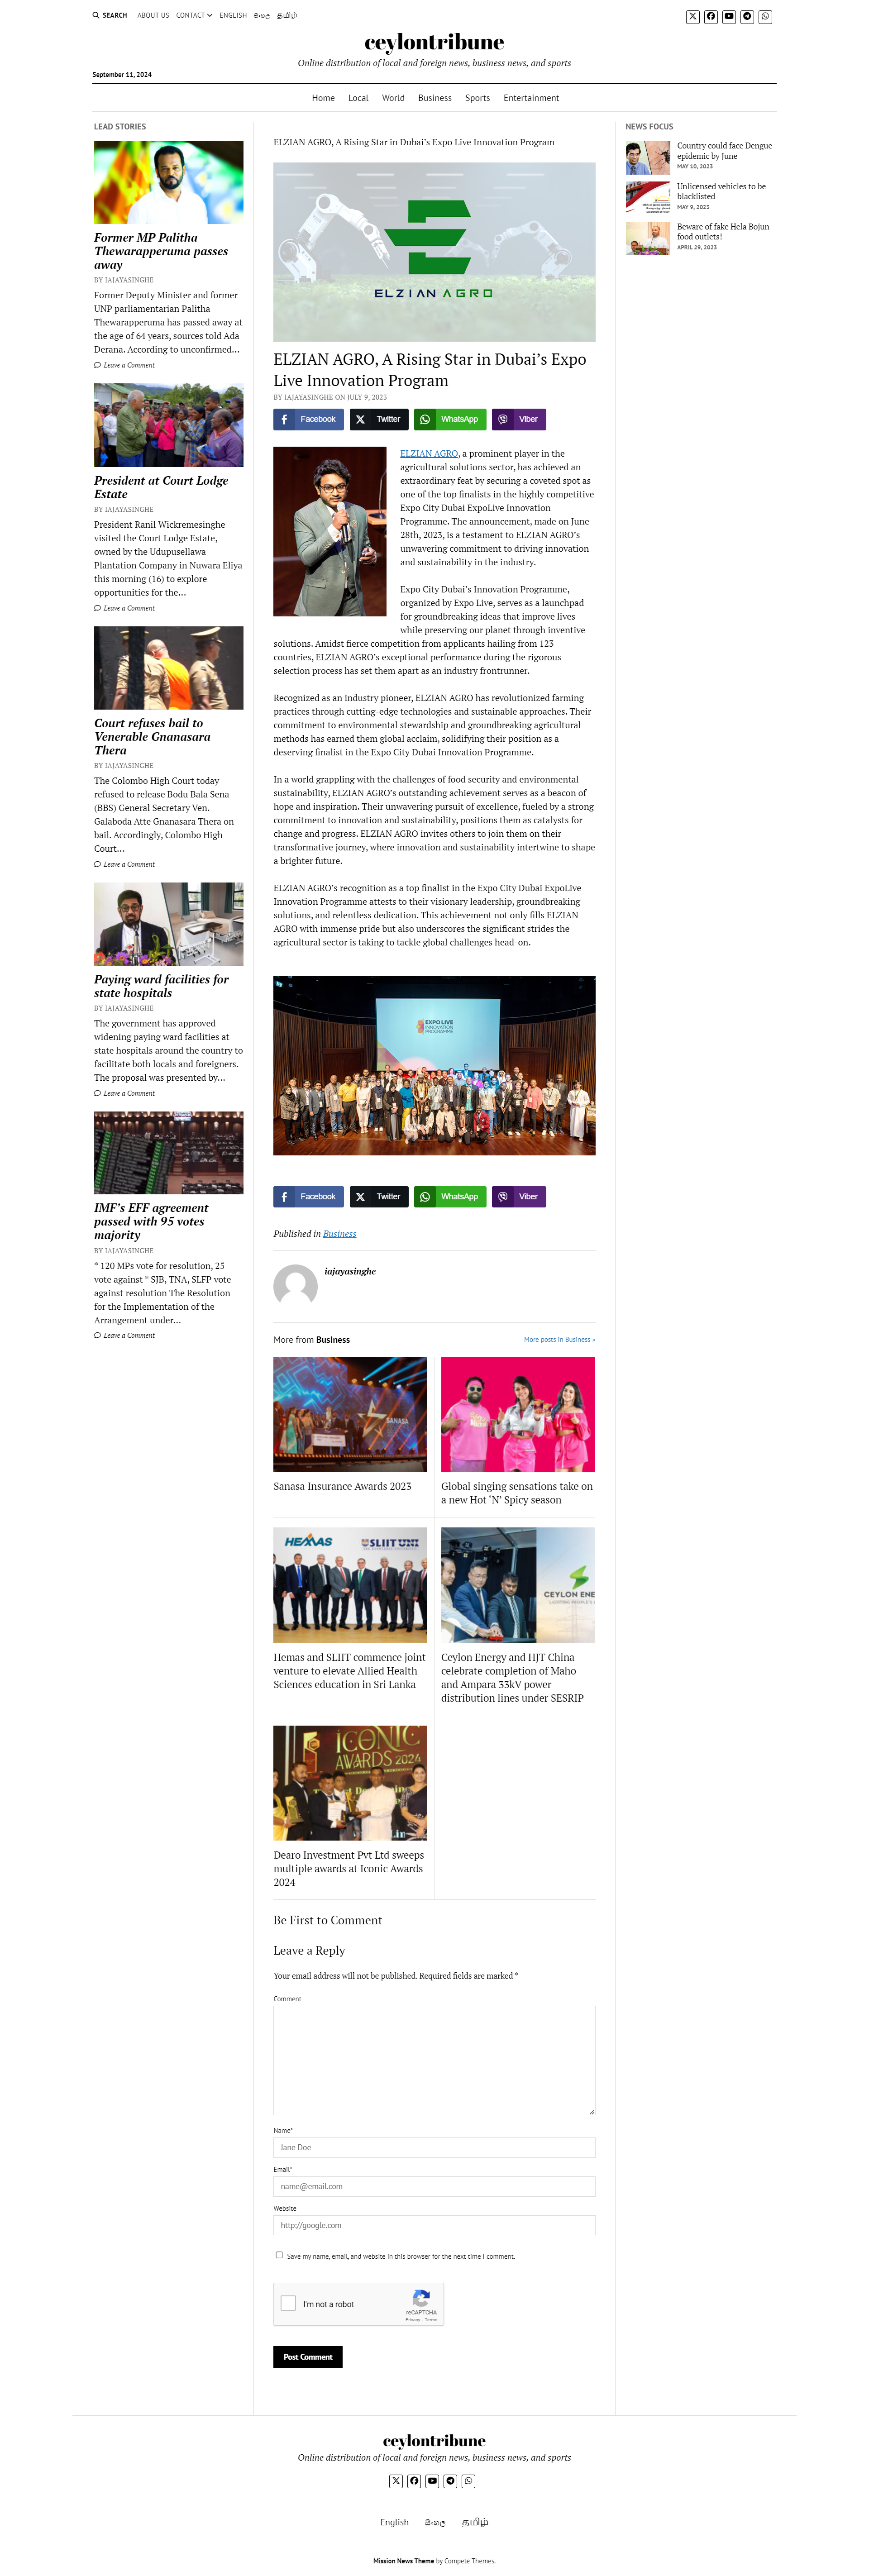 SEARCH ABOUT US CONTACT ENGLISH සිංහල தமிழ்
ceylontribune
Online distribution of local and foreign news, business news, and sports
September 11, 2024
Home Local World Business Sports Entertainment
LEAD STORIES
Former MP Palitha
Thewarapperuma passes
away
BY IAJAYASINGHE
Former Deputy Minister and former
UNP parliamentarian Palitha
Thewarapperuma has passed away at
the age of 64 years, sources told Ada
Derana. According to unconfirmed…
Leave a Comment
President at Court Lodge
Estate
BY IAJAYASINGHE
President Ranil Wickremesinghe
visited the Court Lodge Estate,
owned by the Udupusellawa
Plantation Company in Nuwara Eliya
this morning (16) to explore
opportunities for the…
Leave a Comment
Court refuses bail to
Venerable Gnanasara
Thera
BY IAJAYASINGHE
The Colombo High Court today
refused to release Bodu Bala Sena
(BBS) General Secretary Ven.
Galaboda Atte Gnanasara Thera on
bail. Accordingly, Colombo High
Court…
Leave a Comment
Paying ward facilities for
state hospitals
BY IAJAYASINGHE
The government has approved
widening paying ward facilities at
state hospitals around the country to
facilitate both locals and foreigners.
The proposal was presented by…
Leave a Comment
IMF’s EFF agreement
passed with 95 votes
majority
BY IAJAYASINGHE
* 120 MPs vote for resolution, 25
vote against * SJB, TNA, SLFP vote
against resolution The Resolution
for the Implementation of the
Arrangement under…
Leave a Comment
ELZIAN AGRO, A Rising Star in Dubai’s Expo Live Innovation Program
ELZIAN AGRO
ELZIAN AGRO, A Rising Star in Dubai’s Expo
Live Innovation Program
BY IAJAYASINGHE ON JULY 9, 2023
Facebook Twitter WhatsApp Viber
ELZIAN AGRO, a prominent player in the
agricultural solutions sector, has achieved an
extraordinary feat by securing a coveted spot as
one of the top finalists in the highly competitive
Expo City Dubai ExpoLive Innovation
Programme. The announcement, made on June
28th, 2023, is a testament to ELZIAN AGRO’s
unwavering commitment to driving innovation
and sustainability in the industry.
Expo City Dubai’s Innovation Programme,
organized by Expo Live, serves as a launchpad
for groundbreaking ideas that improve lives
while preserving our planet through inventive
solutions. Amidst fierce competition from applicants hailing from 123
countries, ELZIAN AGRO’s exceptional performance during the rigorous
selection process has set them apart as an industry frontrunner.
Recognized as an industry pioneer, ELZIAN AGRO has revolutionized farming
practices through cutting-edge technologies and sustainable approaches. Their
commitment to environmental stewardship and groundbreaking agricultural
methods has earned them global acclaim, solidifying their position as a
deserving finalist in the Expo City Dubai Innovation Programme.
In a world grappling with the challenges of food security and environmental
sustainability, ELZIAN AGRO’s outstanding achievement serves as a beacon of
hope and inspiration. Their unwavering pursuit of excellence, fueled by a strong
commitment to innovation and sustainability, positions them as catalysts for
change and progress. ELZIAN AGRO invites others to join them on their
transformative journey, where innovation and sustainability intertwine to shape
a brighter future.
ELZIAN AGRO’s recognition as a top finalist in the Expo City Dubai ExpoLive
Innovation Programme attests to their visionary leadership, groundbreaking
solutions, and relentless dedication. This achievement not only fills ELZIAN
AGRO with immense pride but also underscores the significant strides the
agricultural sector is taking to tackle global challenges head-on.
EXPO LIVE
INNOVATION
PROGRAMME
Facebook Twitter WhatsApp Viber
Published in Business
iajayasinghe
More from Business
More posts in Business »
SANASA
Sanasa Insurance Awards 2023
Global singing sensations take on
a new Hot ‘N’ Spicy season
HEMAS SLIIT UNI
Hemas and SLIIT commence joint
venture to elevate Allied Health
Sciences education in Sri Lanka
CEYLON ENE
Ceylon Energy and HJT China
celebrate completion of Maho
and Ampara 33kV power
distribution lines under SESRIP
ICONIC
AWARDS 2024
Dearo Investment Pvt Ltd sweeps
multiple awards at Iconic Awards
2024
Be First to Comment
Leave a Reply
Your email address will not be published. Required fields are marked *
Comment
Name*
Jane Doe
Email*
name@email.com
Website
http://google.com
Save my name, email, and website in this browser for the next time I comment.
I'm not a robot
reCAPTCHA
Privacy - Terms
Post Comment
NEWS FOCUS
Country could face Dengue
epidemic by June
MAY 10, 2023
Unlicensed vehicles to be
blacklisted
MAY 9, 2023
Beware of fake Hela Bojun
food outlets!
APRIL 29, 2023
ceylontribune
Online distribution of local and foreign news, business news, and sports
English සිංහල தமிழ்
Mission News Theme by Compete Themes.